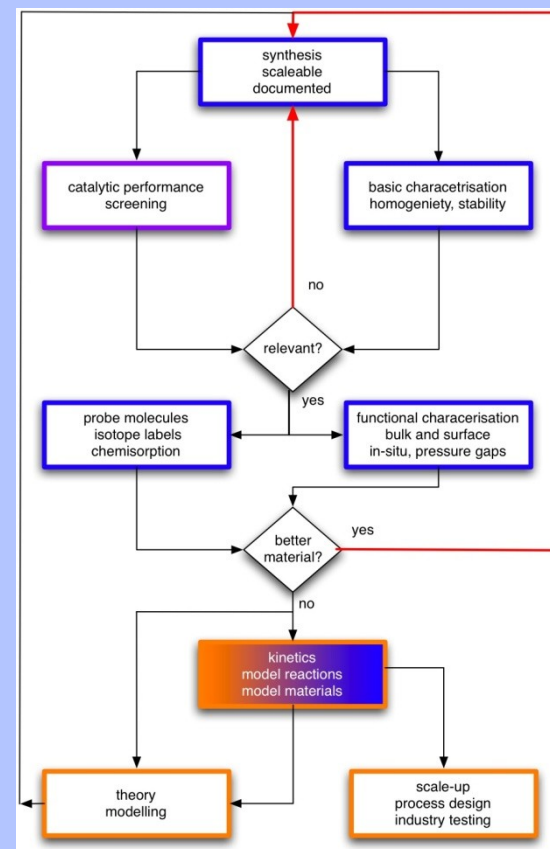 synthesis
scaleable
documented
catalytic performance
screening
basic charactetrisation
homogeniety, stability
no
relevant?
yes
probe molecules
isotope labels
chemisorption
functional characerisation
bulk and surface
in-situ, pressure gaps
better
material?
yes
no
kinetics
model reactions
model materials
theory
modelling
scale-up
process design
industry testing